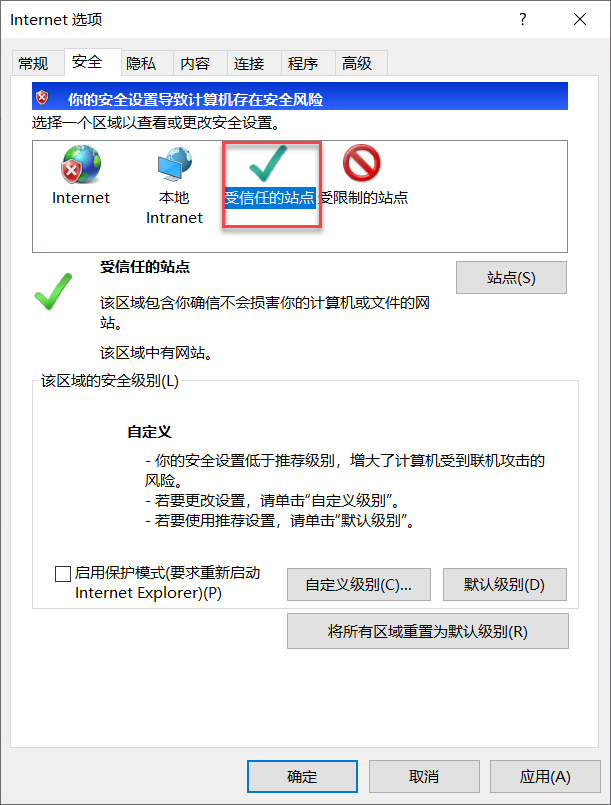 Internet 选项
?
常规 安全 隐私 内容 连接 程序 高级
你的安全设置导致计算机存在安全风险
选择一个区域以查看或更改安全设置。
Internet
本地
Intranet
受信任的站点
受限制的站点
受信任的站点
站点(S)
该区域包含你确信不会损害你的计算机或文件的网
站。
该区域中有网站。
该区域的安全级别(L)
自定义
- 你的安全设置低于推荐级别，增大了计算机受到联机攻击的
风险。
- 若要更改设置，请单击“自定义级别”。
- 若要使用推荐设置，请单击“默认级别”。
启用保护模式(要求重新启动
Internet Explorer)(P)
自定义级别(C)...
默认级别(D)
将所有区域重置为默认级别(R)
确定
取消
应用(A)